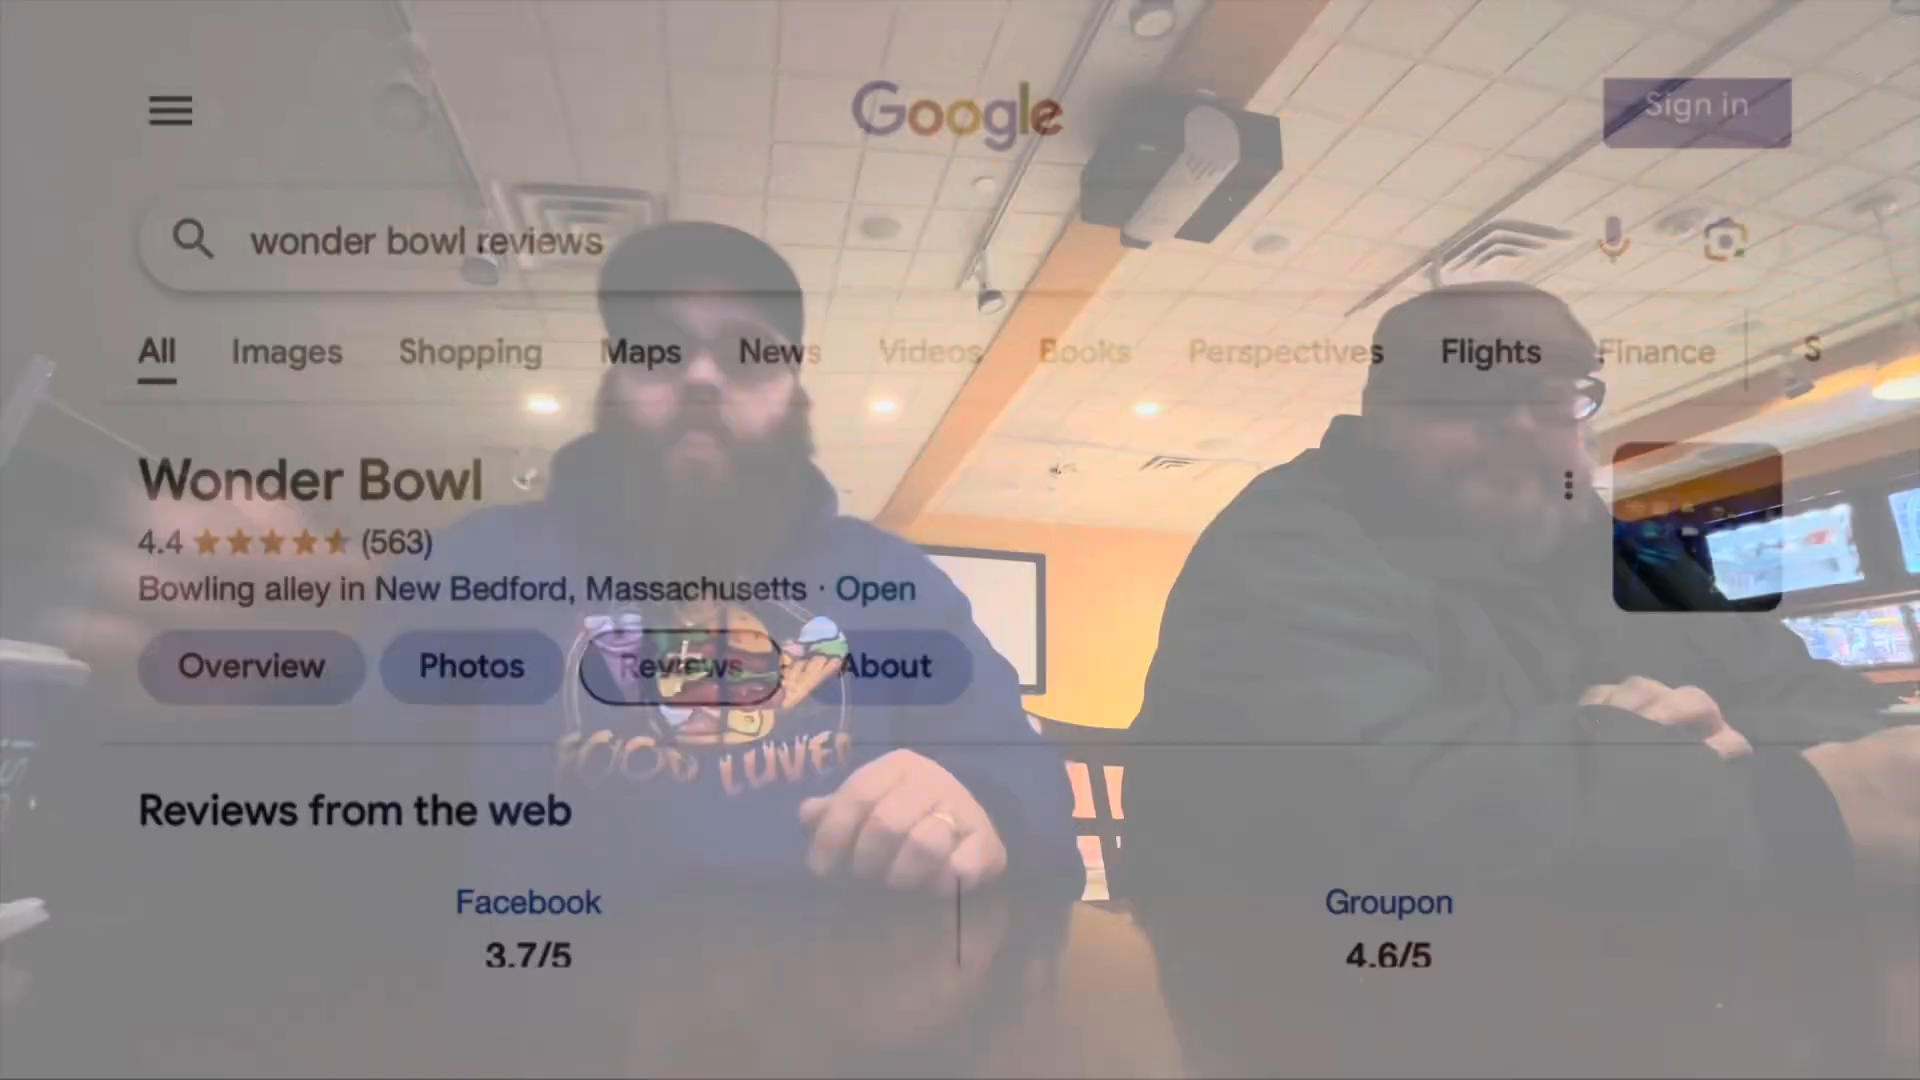 Google
Sign in
wonder bowl reviews
All Images Shopping Maps News Videos Books Perspectives Flights Finance S
Wonder Bowl
4.4 (563)
Bowling alley in New Bedford, Massachusetts · Open
Overview Photos Reviews About
FOOD LUVER
Reviews from the web
Facebook Groupon
3.7/5 4.6/5